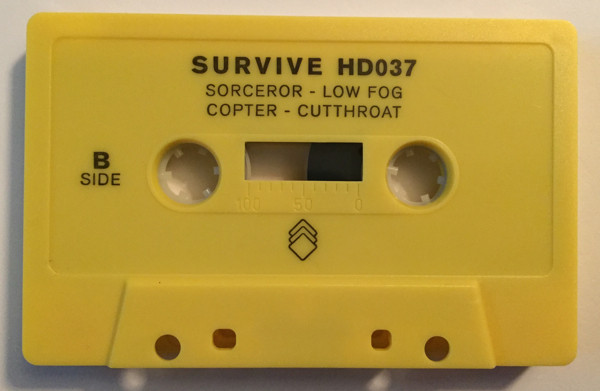 SURVIVE HD037
SORCEROR - LOW FOG
COPTER - CUTTHROAT
B
SIDE
100 50 0